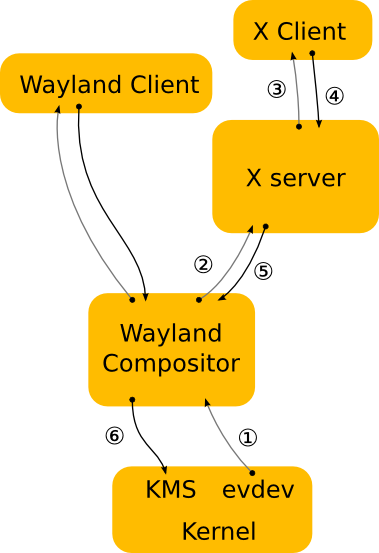 X Client
Wayland Client
③
④
X server
②
⑤
Wayland
Compositor
⑥
①
KMS evdev
Kernel